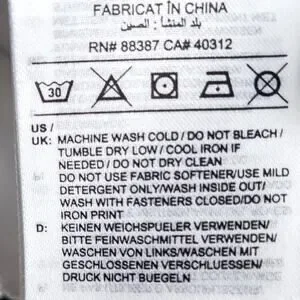 FABRICAT ÎN CHINA
بلد المنشأ: الصين
RN# 88387 CA# 40312
30
US /
UK: MACHINE WASH COLD / DO NOT BLEACH /
TUMBLE DRY LOW / COOL IRON IF
NEEDED / DO NOT DRY CLEAN
DO NOT USE FABRIC SOFTENER/USE MILD
DETERGENT ONLY/WASH INSIDE OUT/
WASH WITH FASTENERS CLOSED/DO NOT
IRON PRINT
D: KEINEN WEICHSPUELER VERWENDEN/
BITTE FEINWASCHMITTEL VERWENDEN/
WASCHEN VON LINKS/WASCHEN MIT
GESCHLOSSENEN VERSCHLUESSEN/
DRUCK NICHT BUEGELN